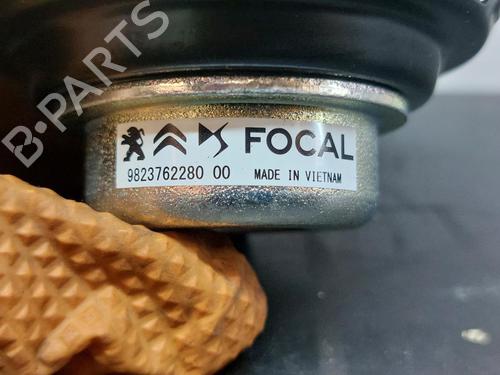 B-PARTS
FOCAL
9823762280 00 MADE IN VIETNAM